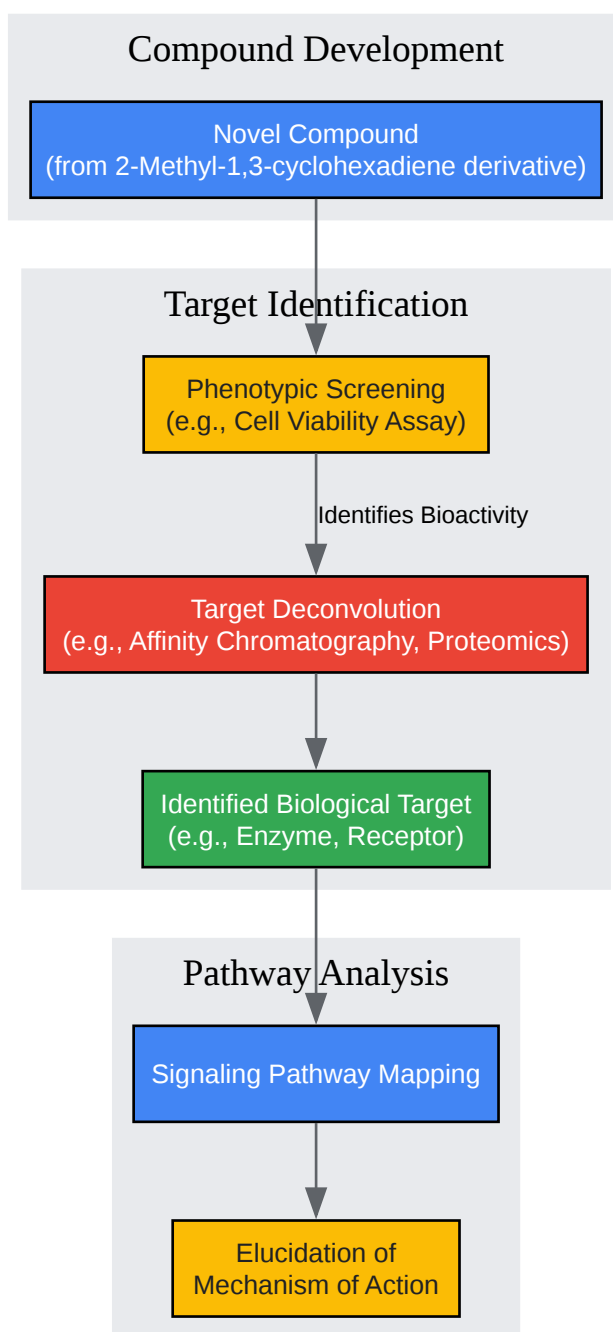 Compound Development
Novel Compound
(from 2-Methyl-1,3-cyclohexadiene derivative)
Target Identification
Phenotypic Screening
(e.g., Cell Viability Assay)
Identifies Bioactivity
Target Deconvolution
(e.g., Affinity Chromatography, Proteomics)
Identified Biological Target
(e.g., Enzyme, Receptor)
Pathway Analysis
Signaling Pathway Mapping
Elucidation of
Mechanism of Action